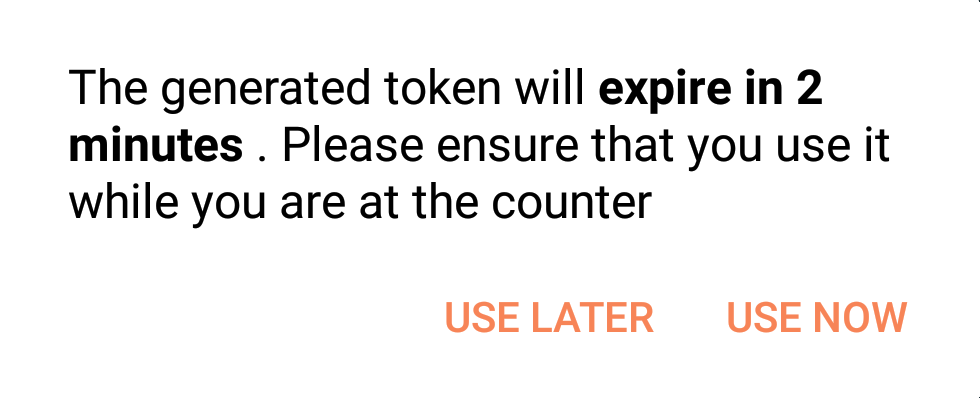 The generated token will expire in 2
minutes . Please ensure that you use it
while you are at the counter
USE LATER USE NOW